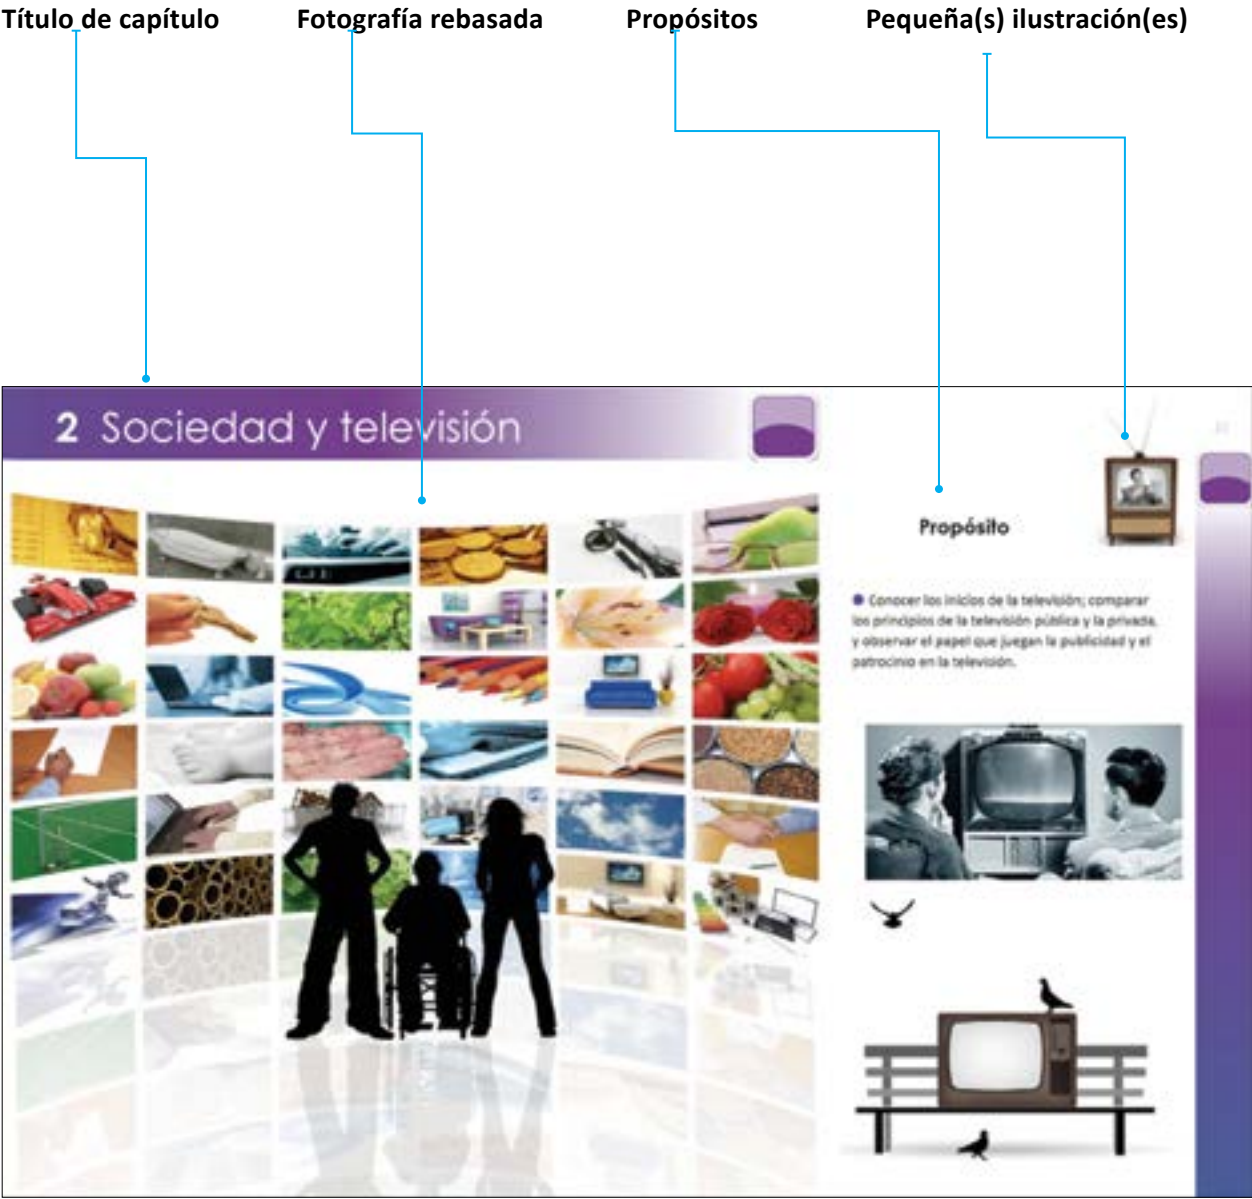 Título de capítulo
Fotografía rebasada
Propósitos
Pequeña(s) ilustración(es)
2 Sociedad y televisión
Propósito
● Conocer los inicios de la televisión; comparar
los principios de la televisión pública y la privada,
y observar el papel que juegan la publicidad y el
patrocinio en la televisión.